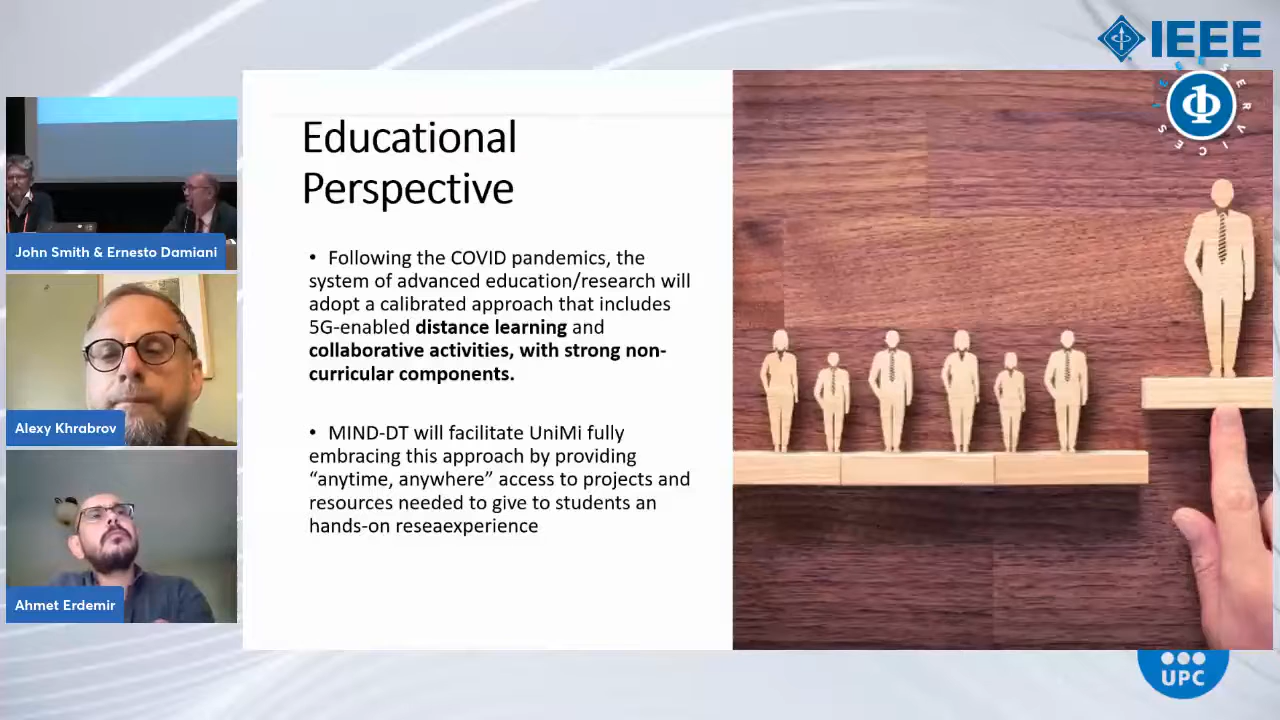 IEEE
IEEE SERVICES
John Smith & Ernesto Damiani
Alexy Khrabrov
Ahmet Erdemir
Educational
Perspective
• Following the COVID pandemics, the
system of advanced education/research will
adopt a calibrated approach that includes
5G-enabled distance learning and
collaborative activities, with strong non-
curricular components.
• MIND-DT will facilitate UniMi fully
embracing this approach by providing
“anytime, anywhere” access to projects and
resources needed to give to students an
hands-on reseaexperience
UPC